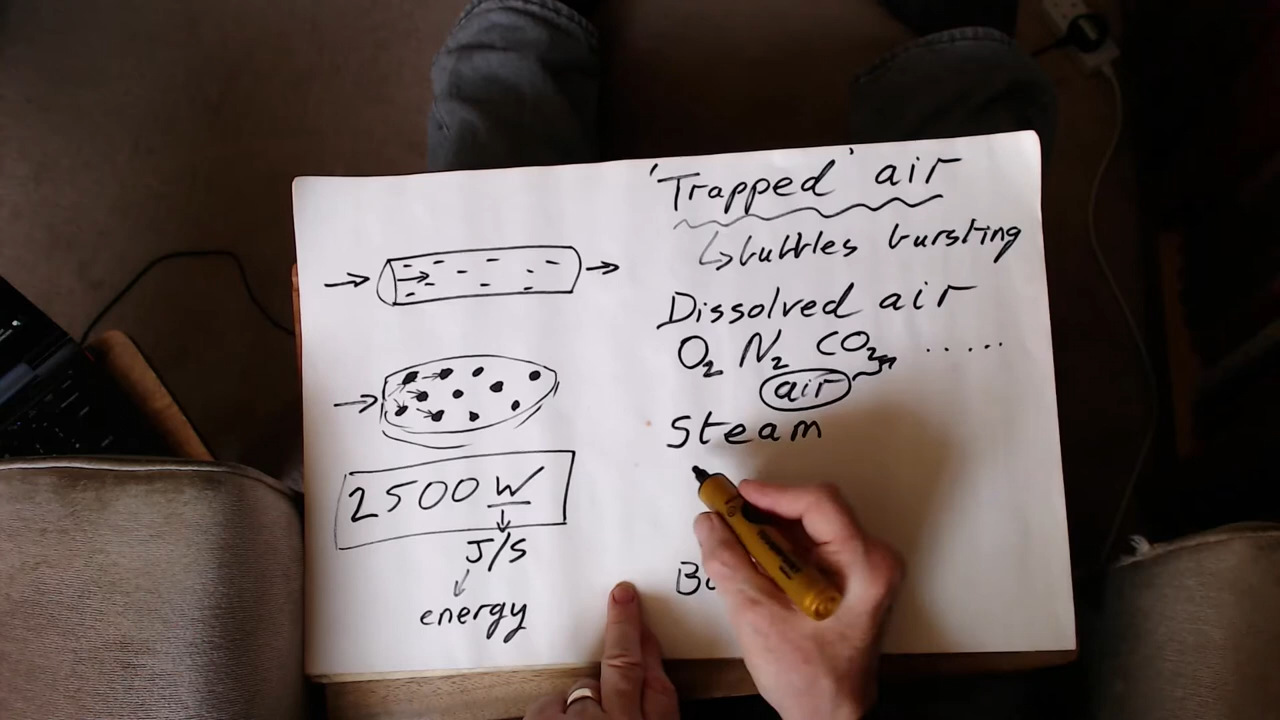 2500 W
J/S
energy
'Trapped' air
bubbles bursting
Dissolved air
O₂ N₂ CO₂ ......
air
Steam